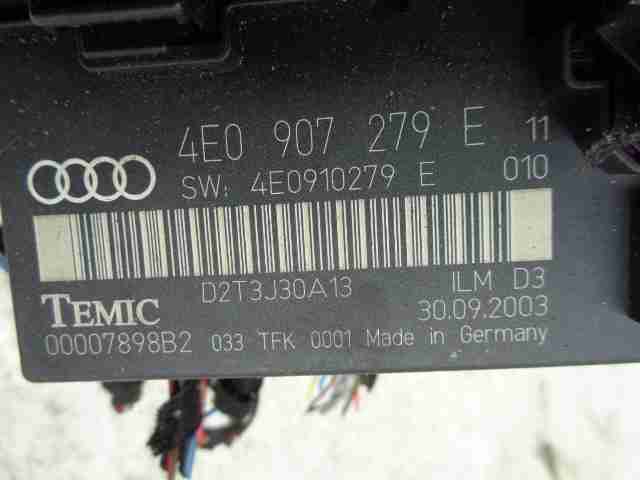 4E0 907 279 E 11
SW: 4E0910279 E 010
D2T3J30A13 ILM D3
TEMIC 30.09.2003
00007898B2 033 TFK 0001 Made in Germany